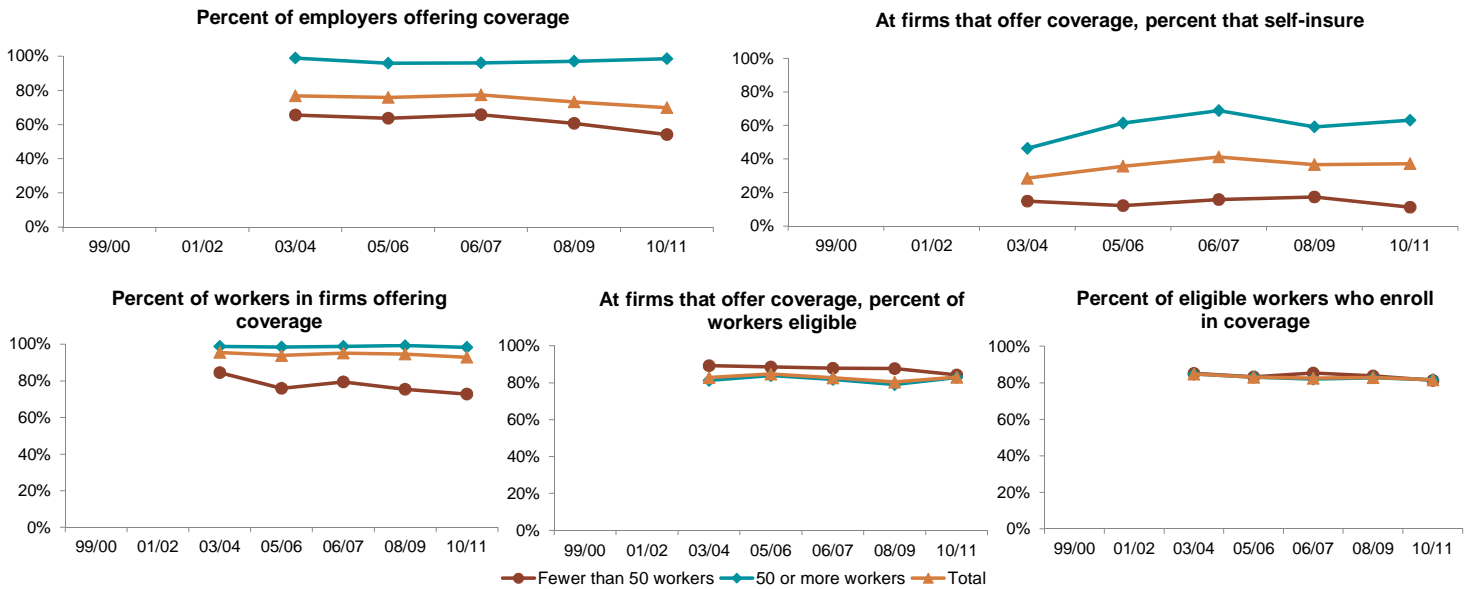 Percent of employers offering coverage
100%
80%
60%
40%
20%
0%
99/00 01/02 03/04 05/06 06/07 08/09 10/11
At firms that offer coverage, percent that self-insure
100%
80%
60%
40%
20%
0%
99/00 01/02 03/04 05/06 06/07 08/09 10/11
Percent of workers in firms offering
coverage
100%
80%
60%
40%
20%
0%
99/00 01/02 03/04 05/06 06/07 08/09 10/11
At firms that offer coverage, percent of
workers eligible
100%
80%
60%
40%
20%
0%
99/00 01/02 03/04 05/06 06/07 08/09 10/11
Percent of eligible workers who enroll
in coverage
100%
80%
60%
40%
20%
0%
99/00 01/02 03/04 05/06 06/07 08/09 10/11
Fewer than 50 workers 50 or more workers Total